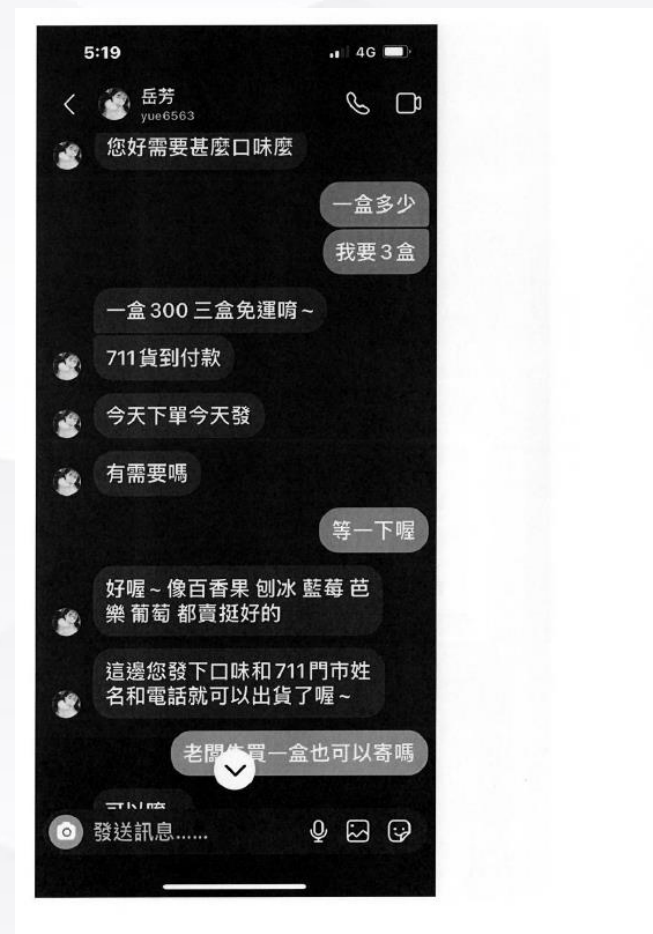 5:19
4G
岳芳
yue6563
您好需要甚麼口味麼
一盒多少
我要3盒
一盒300 三盒免運唷~
711貨到付款
今天下單今天發
有需要嗎
等一下喔
好喔~像百香果 刨冰 藍莓 芭
樂 葡萄 都賣挺好的
這邊您發下口味和711門市姓
名和電話就可以出貨了喔~
老闆 買一盒也可以寄嗎
可以唷
發送訊息......